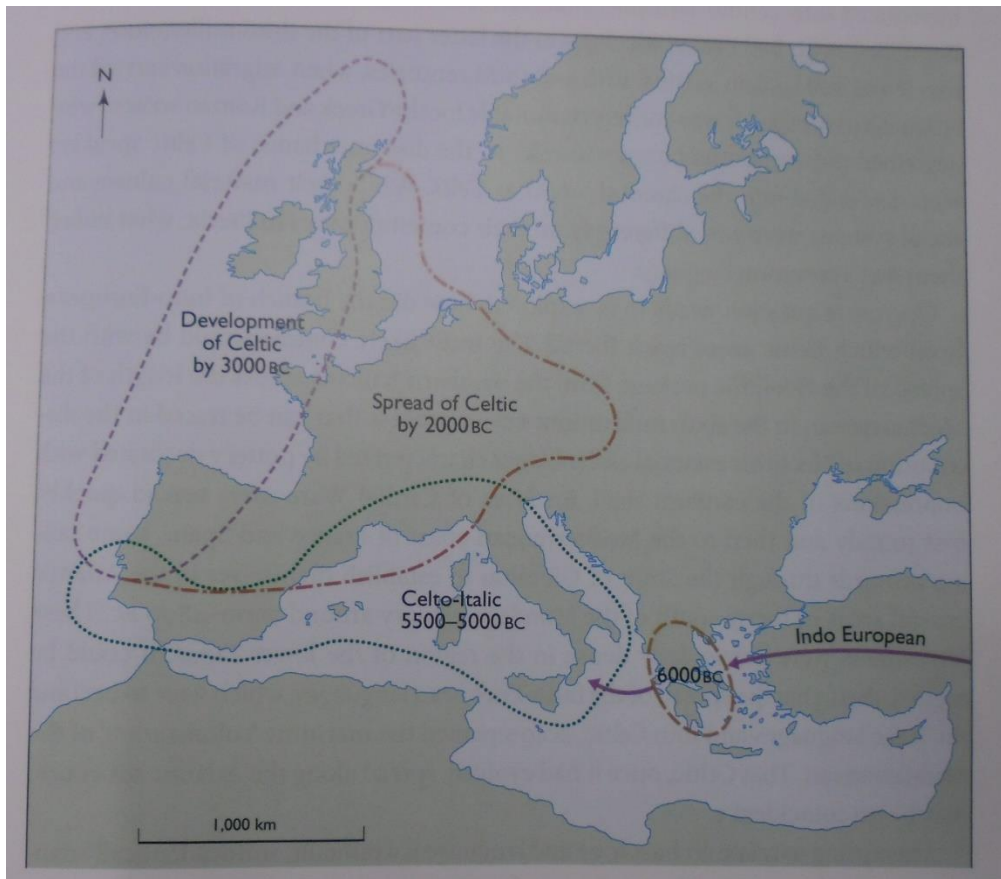 N
Development
of Celtic
by 3000 BC
Spread of Celtic
by 2000 BC
Celto-Italic
5500–5000 BC
Indo European
6000 BC
1,000 km